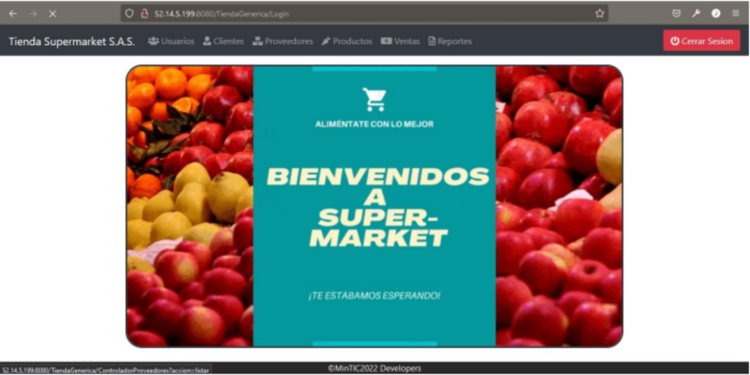 52.14.5.199:8080/TiendaGenerica/Login
Tienda Supermarket S.A.S. Usuarios Clientes Proveedores Productos Ventas Reportes Cerrar Sesion
ALIMÉNTATE CON LO MEJOR
BIENVENIDOS
A
SUPER-
MARKET
¡TE ESTÁBAMOS ESPERANDO!
52.14.5.199:8080/TiendaGenerica/ControladorProveedores?accion=listar
©MinTIC2022 Developers